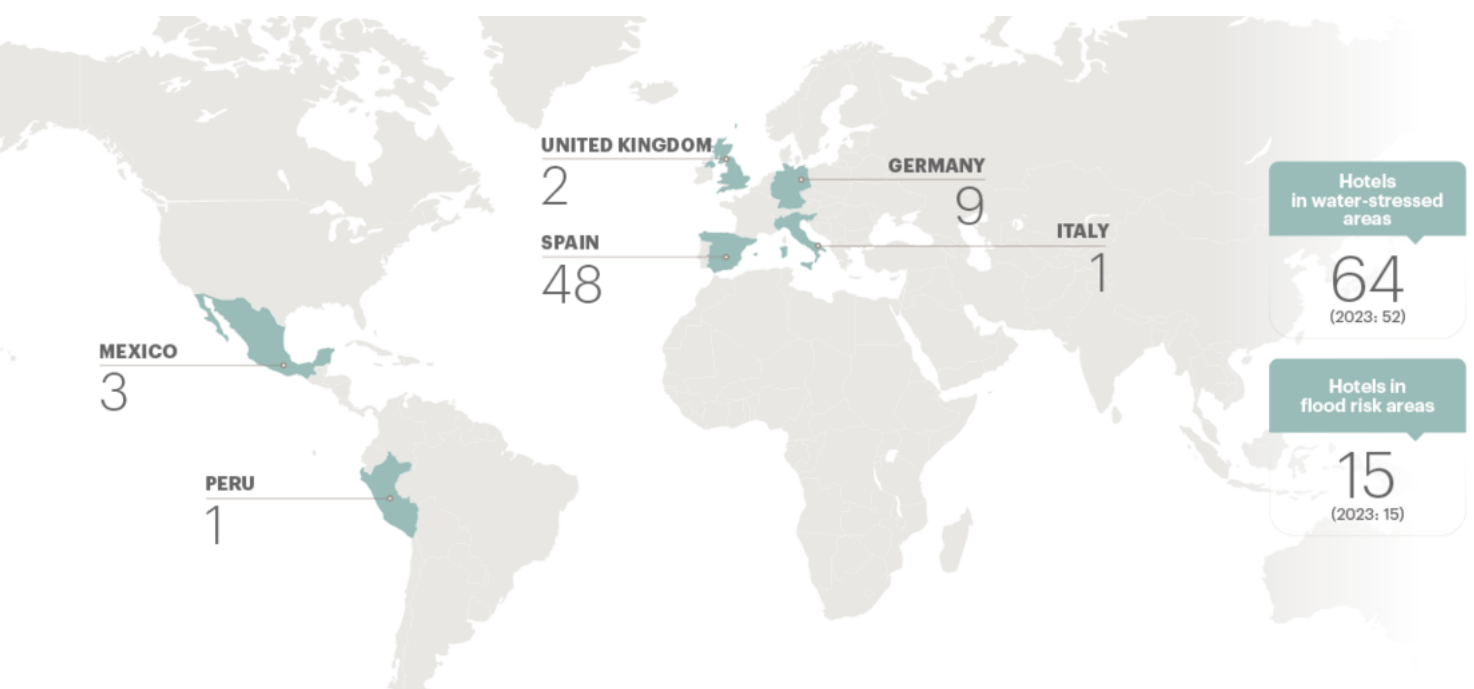 UNITED KINGDOM
2
GERMANY
9
SPAIN
48
ITALY
1
MEXICO
3
PERU
1
Hotels
in water-stressed
areas
64
(2023: 52)
Hotels in
flood risk areas
15
(2023: 15)